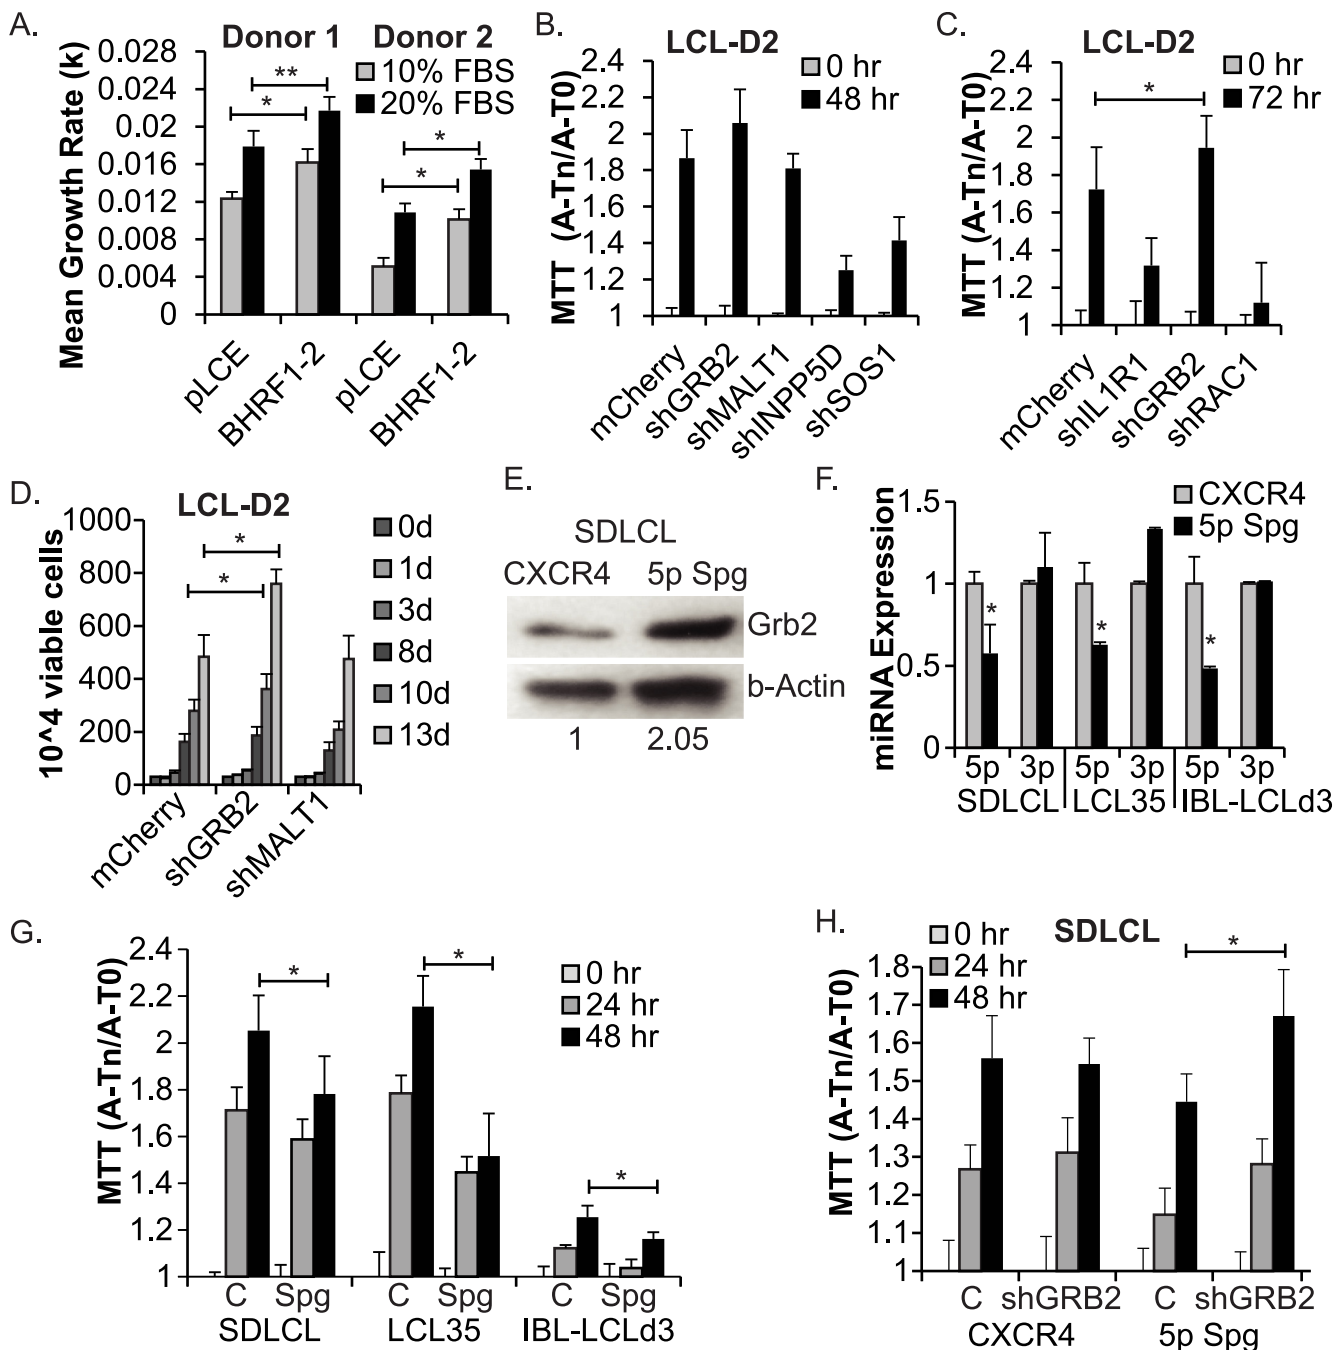 A.
Donor 1 Donor 2
10% FBS
20% FBS
Mean Growth Rate (k)
0.028
0.024
0.02
0.016
0.012
0.008
0.004
0
** * * *
pLCE BHRF1-2 pLCE BHRF1-2
B.
LCL-D2
0 hr
48 hr
MTT (A-Tn/A-T0)
2.4
2.2
2
1.8
1.6
1.4
1.2
1
mCherry shGRB2 shMALT1 shINPP5D shSOS1
C.
LCL-D2
0 hr
72 hr
MTT (A-Tn/A-T0)
2.4
2.2
2
1.8
1.6
1.4
1.2
1
*
mCherry shIL1R1 shGRB2 shRAC1
D.
LCL-D2
10^4 viable cells
1000
800
600
400
200
0
* *
0d
1d
3d
8d
10d
13d
mCherry shGRB2 shMALT1
E.
SDLCL
CXCR4 5p Spg
Grb2
b-Actin
1 2.05
F.
CXCR4
5p Spg
miRNA Expression
1.5
1
0.5
0
* * *
5p 3p 5p 3p 5p 3p
SDLCL LCL35 IBL-LCLd3
G.
0 hr
24 hr
48 hr
MTT (A-Tn/A-T0)
2.4
2.2
2
1.8
1.6
1.4
1.2
1
* * *
C Spg C Spg C Spg
SDLCL LCL35 IBL-LCLd3
H.
SDLCL
0 hr
24 hr
48 hr
MTT (A-Tn/A-T0)
1.8
1.7
1.6
1.5
1.4
1.3
1.2
1.1
1
*
C shGRB2 C shGRB2
CXCR4 5p Spg